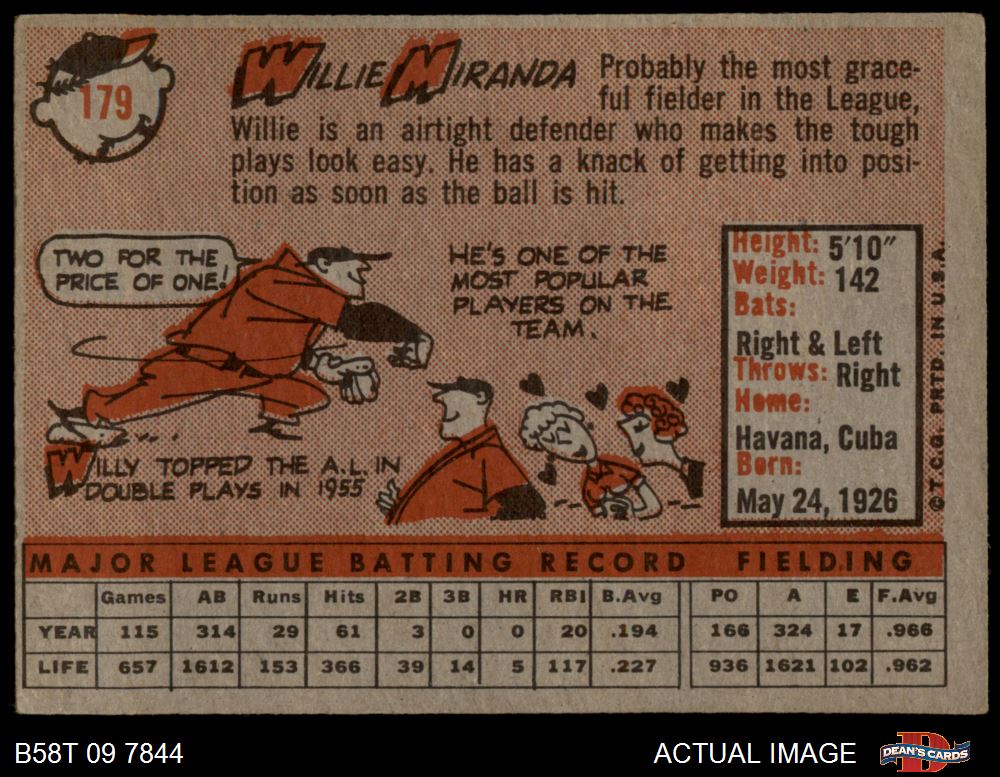 179
WILLIE MIRANDA
Probably the most grace-
ful fielder in the League,
Willie is an airtight defender who makes the tough
plays look easy. He has a knack of getting into posi-
tion as soon as the ball is hit.
TWO FOR THE
PRICE OF ONE!
HE'S ONE OF THE
MOST POPULAR
PLAYERS ON THE
TEAM.
WILLY TOPPED THE A.L. IN
DOUBLE PLAYS IN 1955
Height: 5'10"
Weight: 142
Bats:
Right & Left
Throws: Right
Home:
Havana, Cuba
Born:
May 24, 1926
© T.C.G. PRTD. IN U.S.A.
MAJOR LEAGUE BATTING RECORD FIELDING
Games AB Runs Hits 2B 3B HR RBI B.Avg PO A E F.Avg
YEAR 115 314 29 61 3 0 0 20 .194 166 324 17 .966
LIFE 657 1612 153 366 39 14 5 117 .227 936 1621 102 .962
B58T 09 7844
ACTUAL IMAGE
D
DEAN'S CARDS